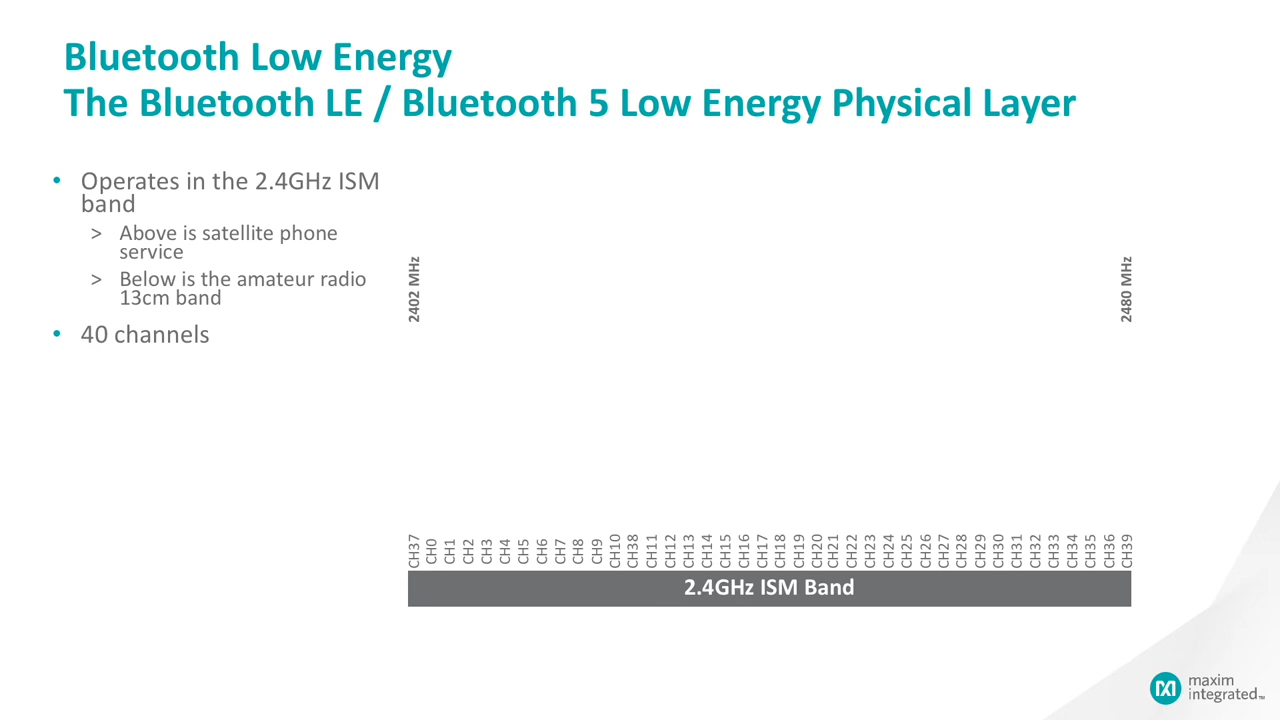 Bluetooth Low Energy
The Bluetooth LE / Bluetooth 5 Low Energy Physical Layer
• Operates in the 2.4GHz ISM
band
> Above is satellite phone
service
> Below is the amateur radio
13cm band
• 40 channels
2402 MHz
2480 MHz
CH37
CH0
CH1
CH2
CH3
CH4
CH5
CH6
CH7
CH8
CH9
CH10
CH38
CH11
CH12
CH13
CH14
CH15
CH16
CH17
CH18
CH19
CH20
CH21
CH22
CH23
CH24
CH25
CH26
CH27
CH28
CH29
CH30
CH31
CH32
CH33
CH34
CH35
CH36
CH39
2.4GHz ISM Band
maxim
integrated™